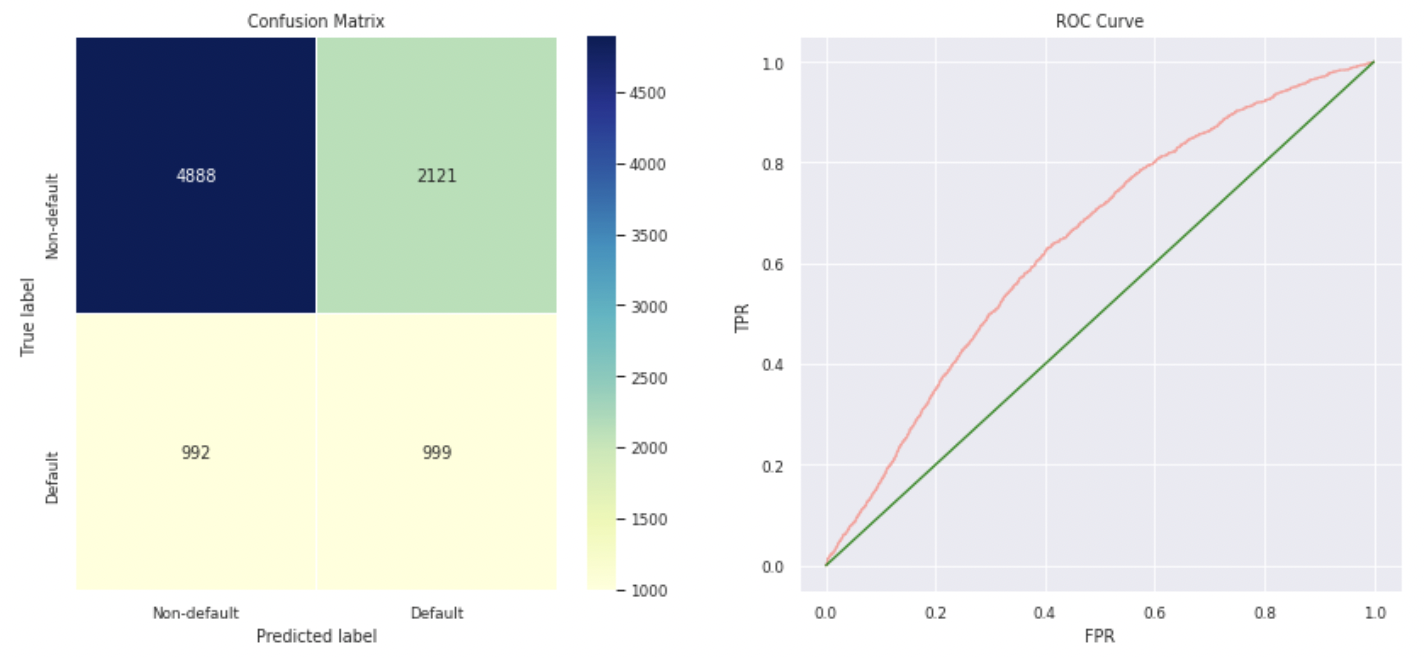 Confusion Matrix
Non-default
Default
True label
4888
2121
992
999
Non-default
Default
Predicted label
4500
4000
3500
3000
2500
2000
1500
1000
ROC Curve
TPR
1.0
0.8
0.6
0.4
0.2
0.0
0.0
0.2
0.4
0.6
0.8
1.0
FPR